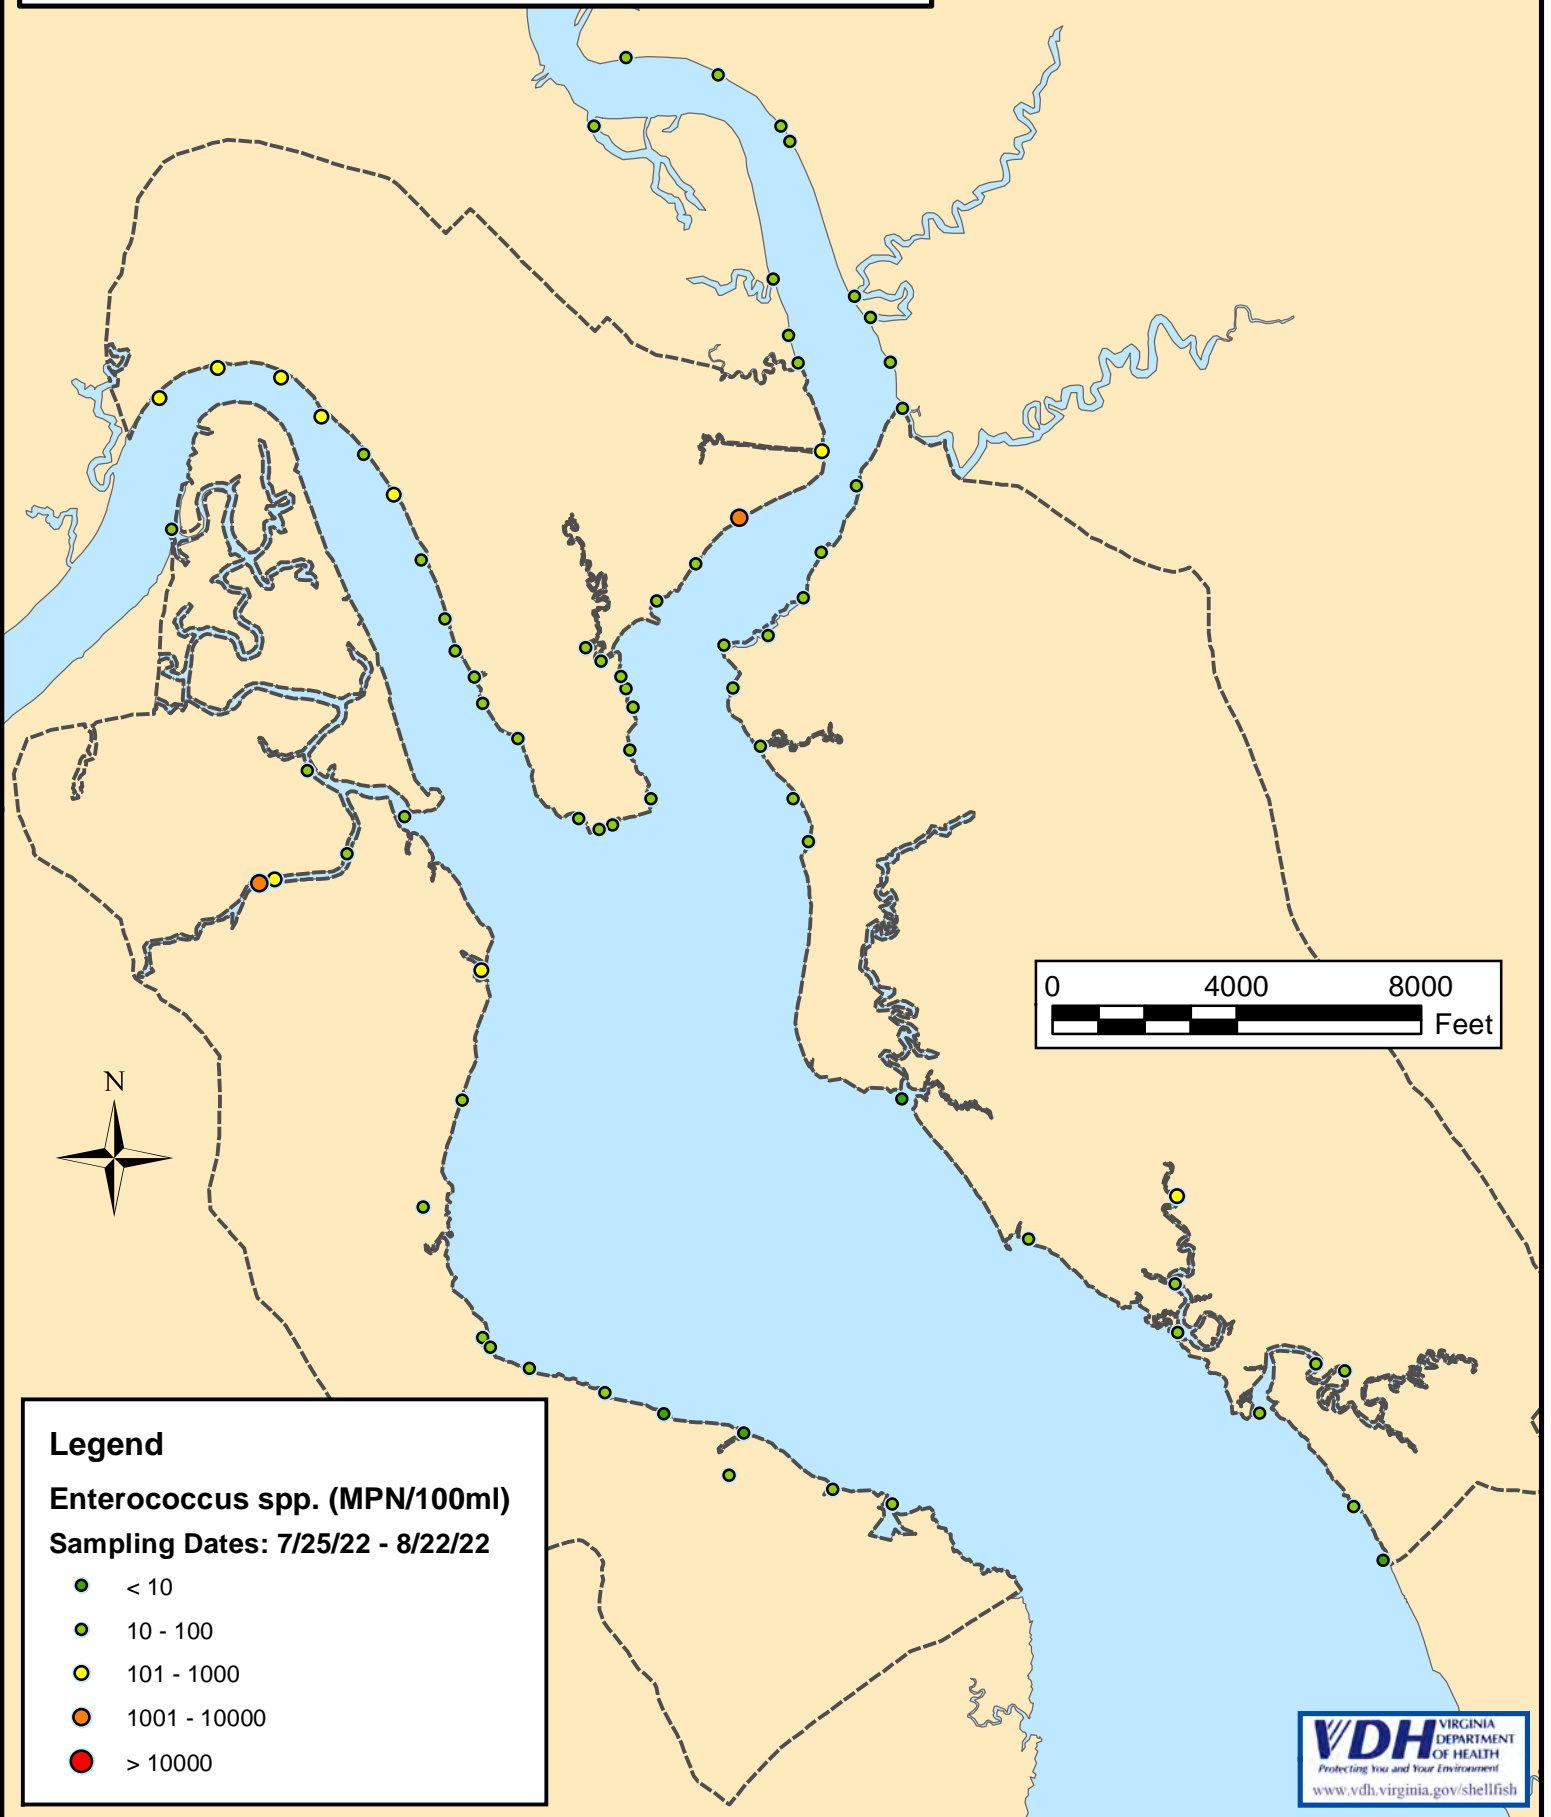 0 4000 8000
Feet
N
Legend
Enterococcus spp. (MPN/100ml)
Sampling Dates: 7/25/22 - 8/22/22
< 10
10 - 100
101 - 1000
1001 - 10000
> 10000
VDH
VIRGINIA
DEPARTMENT
OF HEALTH
Protecting You and Your Environment
www.vdh.virginia.gov/shellfish